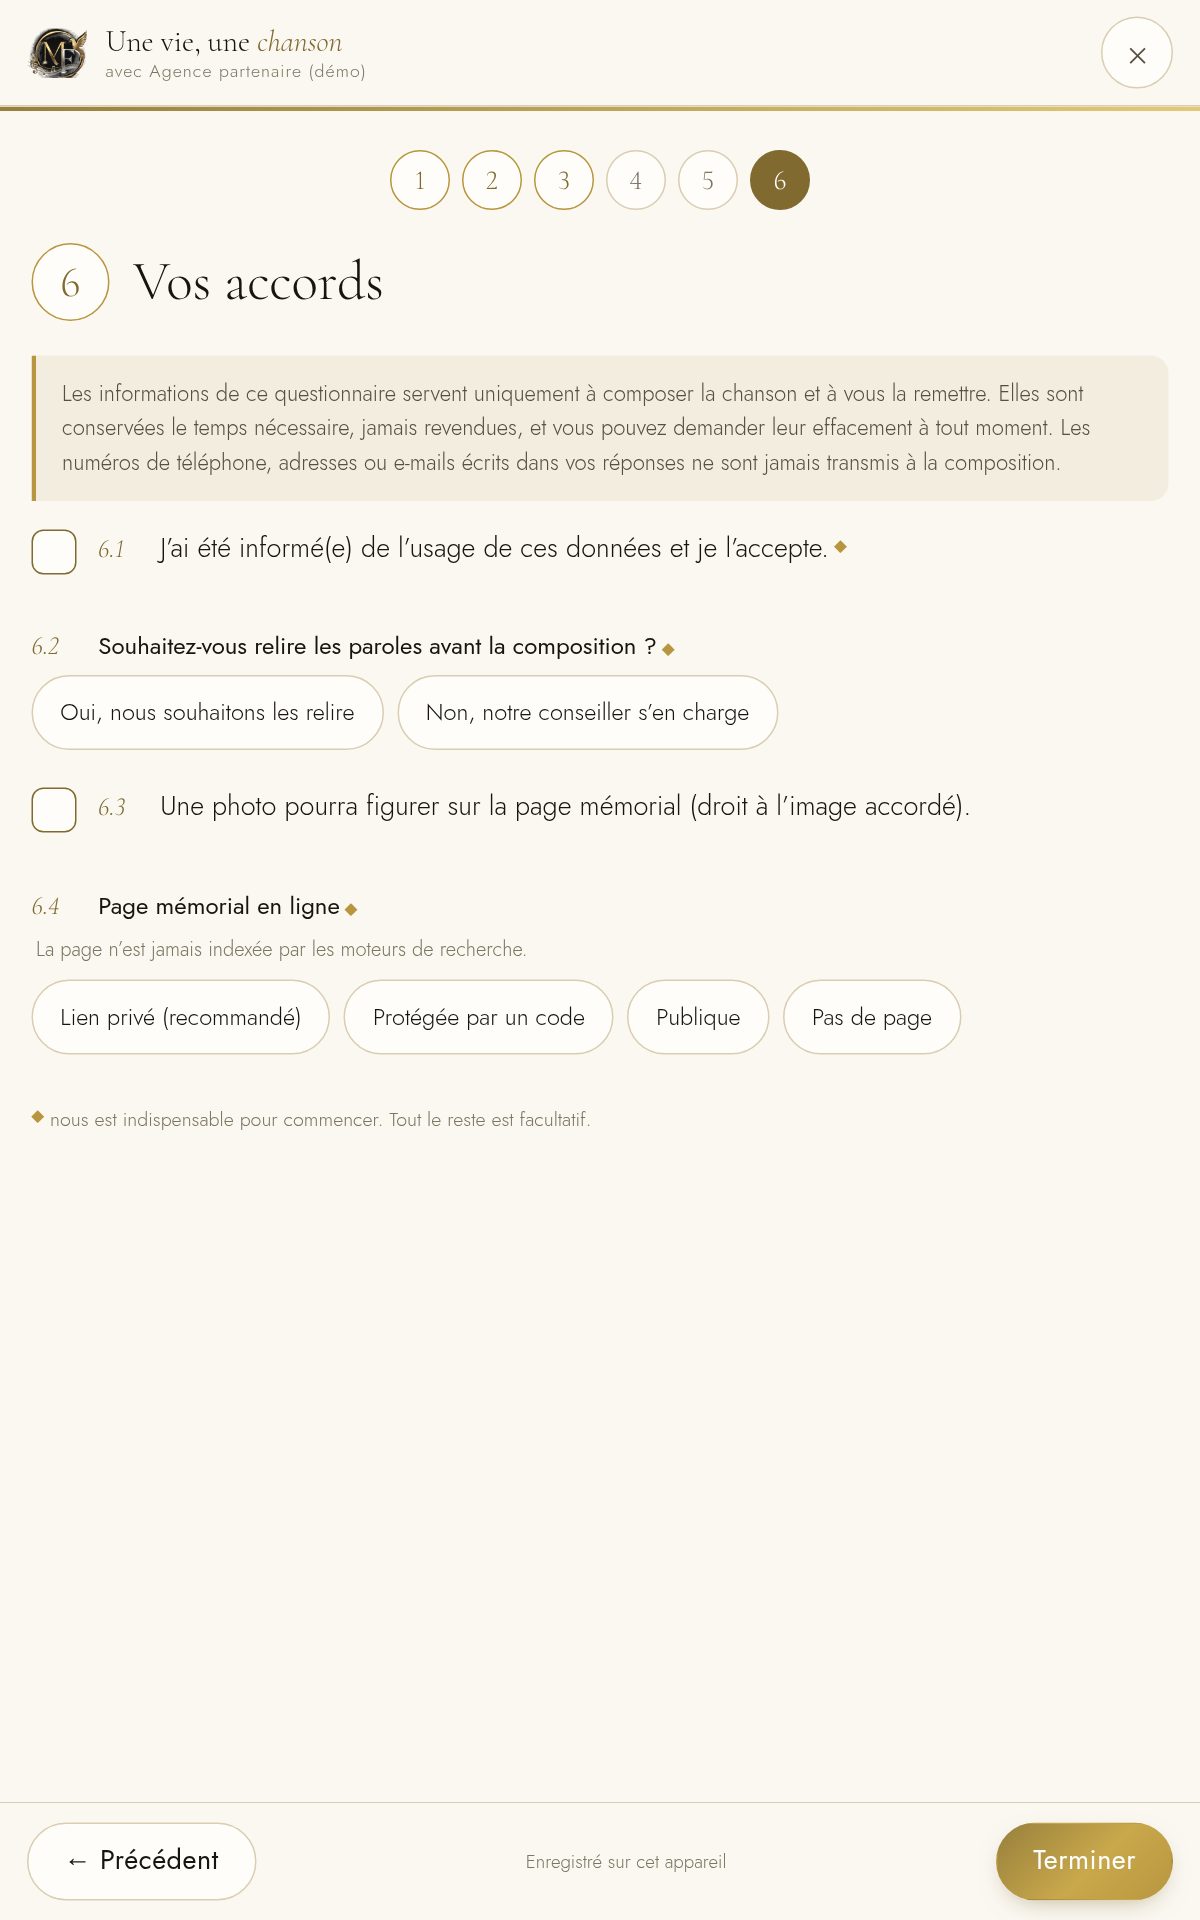 MF
Une vie, une chanson
avec Agence partenaire (démo)
×
1 2 3 4 5 6
6 Vos accords
Les informations de ce questionnaire servent uniquement à composer la chanson et à vous la remettre. Elles sont
conservées le temps nécessaire, jamais revendues, et vous pouvez demander leur effacement à tout moment. Les
numéros de téléphone, adresses ou e-mails écrits dans vos réponses ne sont jamais transmis à la composition.
6.1 J’ai été informé(e) de l’usage de ces données et je l’accepte. ◆
6.2 Souhaitez-vous relire les paroles avant la composition ? ◆
Oui, nous souhaitons les relire Non, notre conseiller s’en charge
6.3 Une photo pourra figurer sur la page mémorial (droit à l’image accordé).
6.4 Page mémorial en ligne ◆
La page n’est jamais indexée par les moteurs de recherche.
Lien privé (recommandé) Protégée par un code Publique Pas de page
◆ nous est indispensable pour commencer. Tout le reste est facultatif.
← Précédent Enregistré sur cet appareil Terminer